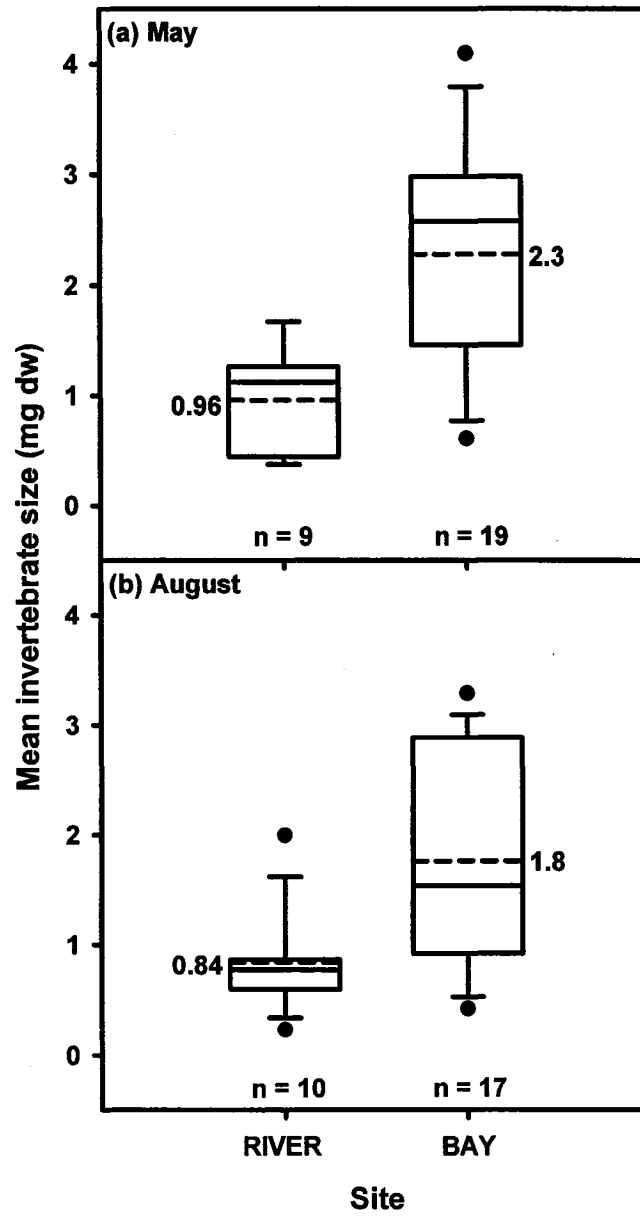 (a) May
4
3
2
1
0
2.3
0.96
n = 9
n = 19
(b) August
4
3
2
1
0
1.8
0.84
n = 10
n = 17
Mean invertebrate size (mg dw)
RIVER
BAY
Site